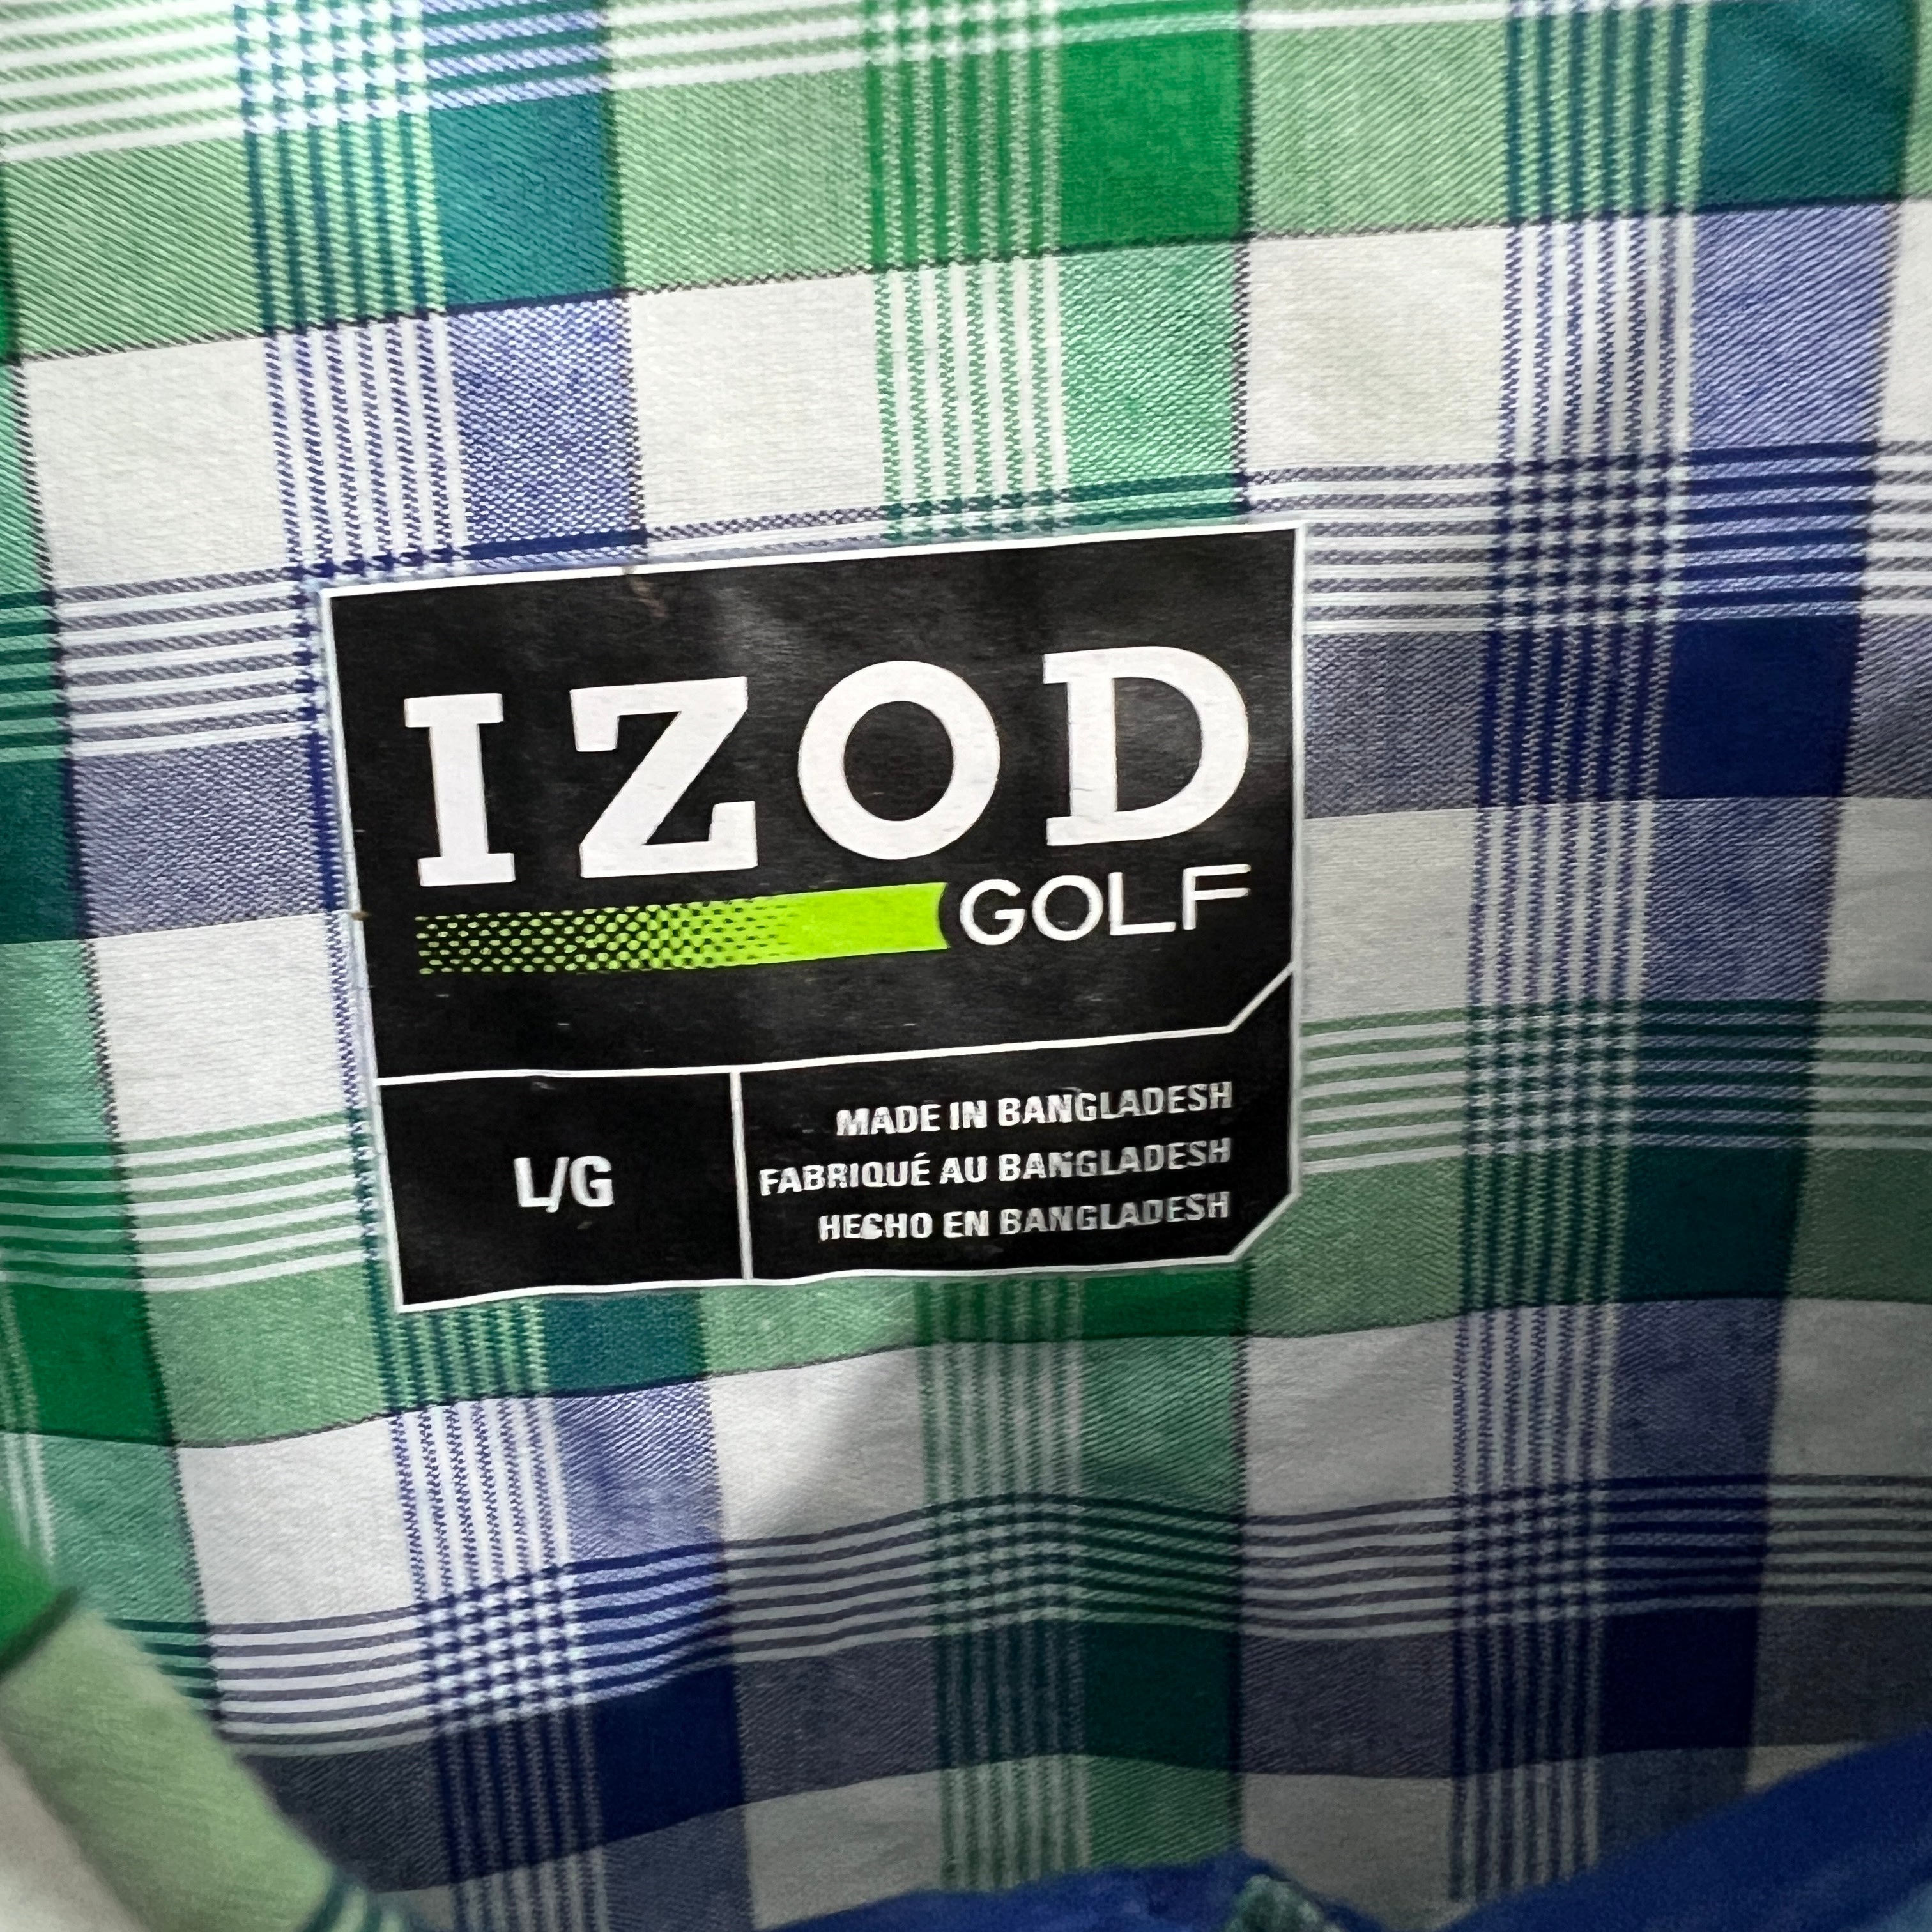 IZOD
GOLF
L/G
MADE IN BANGLADESH
FABRIQUÉ AU BANGLADESH
HECHO EN BANGLADESH